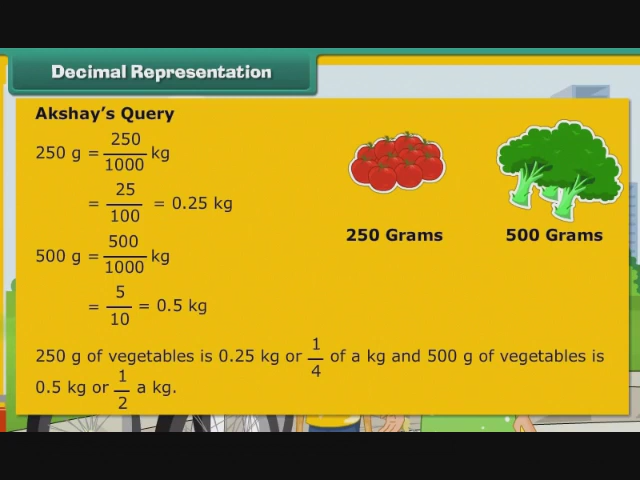 Decimal Representation
Akshay's Query
250 g = 250/1000 kg
= 25/100 = 0.25 kg
500 g = 500/1000 kg
= 5/10 = 0.5 kg
250 Grams
500 Grams
250 g of vegetables is 0.25 kg or 1/4 of a kg and 500 g of vegetables is
0.5 kg or 1/2 a kg.